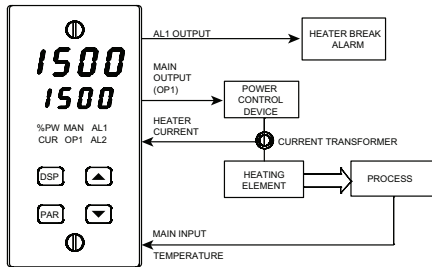 1500
1500
%PW MAN AL1
CUR OP1 AL2
DSP
PAR
AL1 OUTPUT
HEATER BREAK
ALARM
MAIN
OUTPUT
(OP1)
POWER
CONTROL
DEVICE
HEATER
CURRENT
CURRENT TRANSFORMER
HEATING
ELEMENT
PROCESS
MAIN INPUT
TEMPERATURE